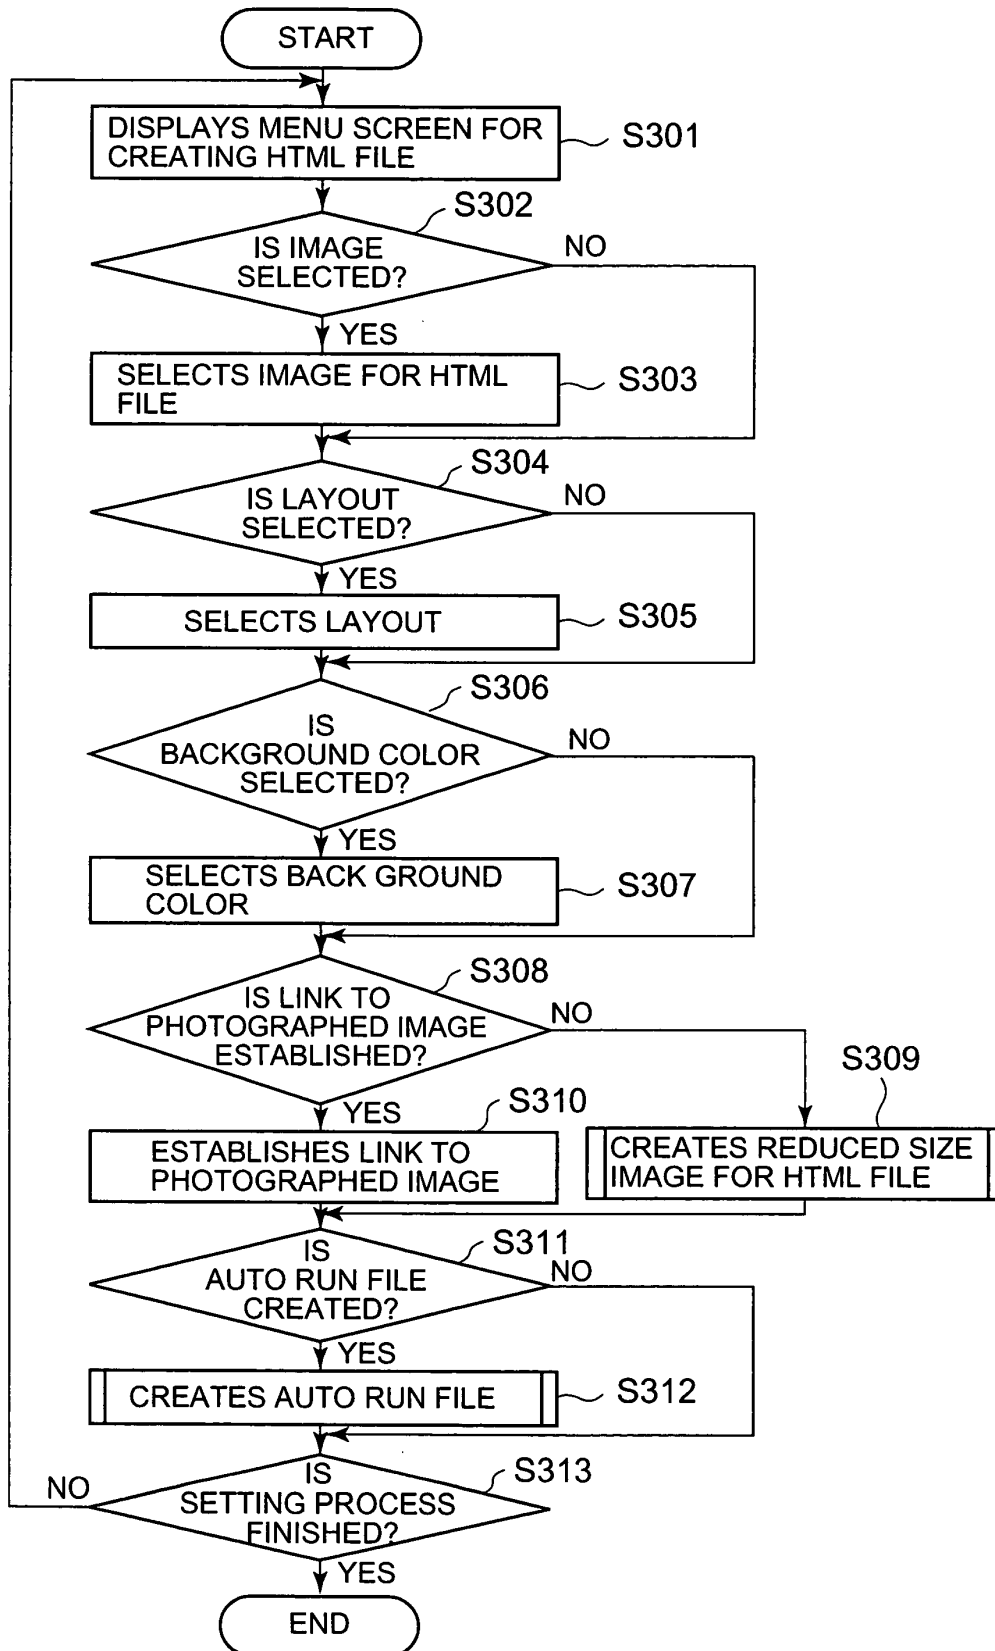 START
DISPLAYS MENU SCREEN FOR
CREATING HTML FILE
S301
S302
IS IMAGE
SELECTED?
NO
YES
SELECTS IMAGE FOR HTML
FILE
S303
S304
IS LAYOUT
SELECTED?
NO
YES
SELECTS LAYOUT
S305
S306
IS
BACKGROUND COLOR
SELECTED?
NO
YES
SELECTS BACK GROUND
COLOR
S307
S308
IS LINK TO
PHOTOGRAPHED IMAGE
ESTABLISHED?
NO
S309
YES
S310
ESTABLISHES LINK TO
PHOTOGRAPHED IMAGE
CREATES REDUCED SIZE
IMAGE FOR HTML FILE
S311
IS
AUTO RUN FILE
CREATED?
NO
YES
CREATES AUTO RUN FILE
S312
S313
IS
SETTING PROCESS
FINISHED?
NO
YES
END